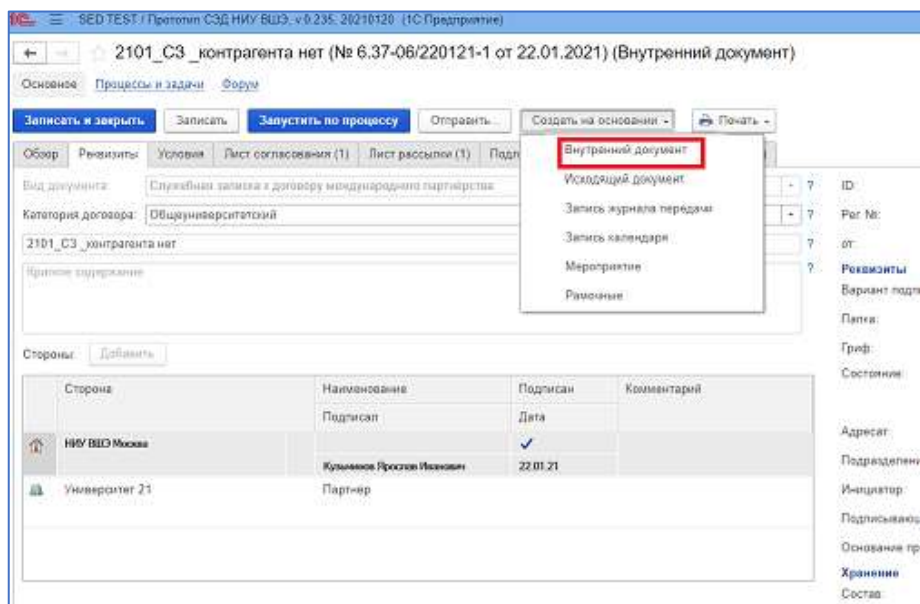 SED TEST / Прототип СЭД НИУ ВШЭ, v 0.235. 20210120 (1С:Предприятие)
2101_СЗ _контрагента нет (№ 6.37-06/220121-1 от 22.01.2021) (Внутренний документ)
Основное Процессы и задачи Форум
Записать и закрыть Записать Запустить по процессу Отправить... Создать на основании Печать
Обзор Реквизиты Условия Лист согласования (1) Лист рассылки (1)
Внутренний документ
Исходящий документ
Запись журнала передачи
Запись календаря
Мероприятие
Рамочные
Вид документа: Служебная записка к договору международного партнёрства ? ID:
Категория договора: Общеуниверситетский ? Рег. №:
2101_СЗ _контрагента нет ? от:
Краткое содержание ? Реквизиты
Вариант
Папка:
Стороны: Добавить Гриф:
Состояние:
Сторона Наименование Подписан Комментарий
Подписал Дата
Адресат:
НИУ ВШЭ Москва
Кузьминов Ярослав Иванович 22.01.21
Университет 21 Партнер
Инициатор:
Основание
Хранение
Состав: